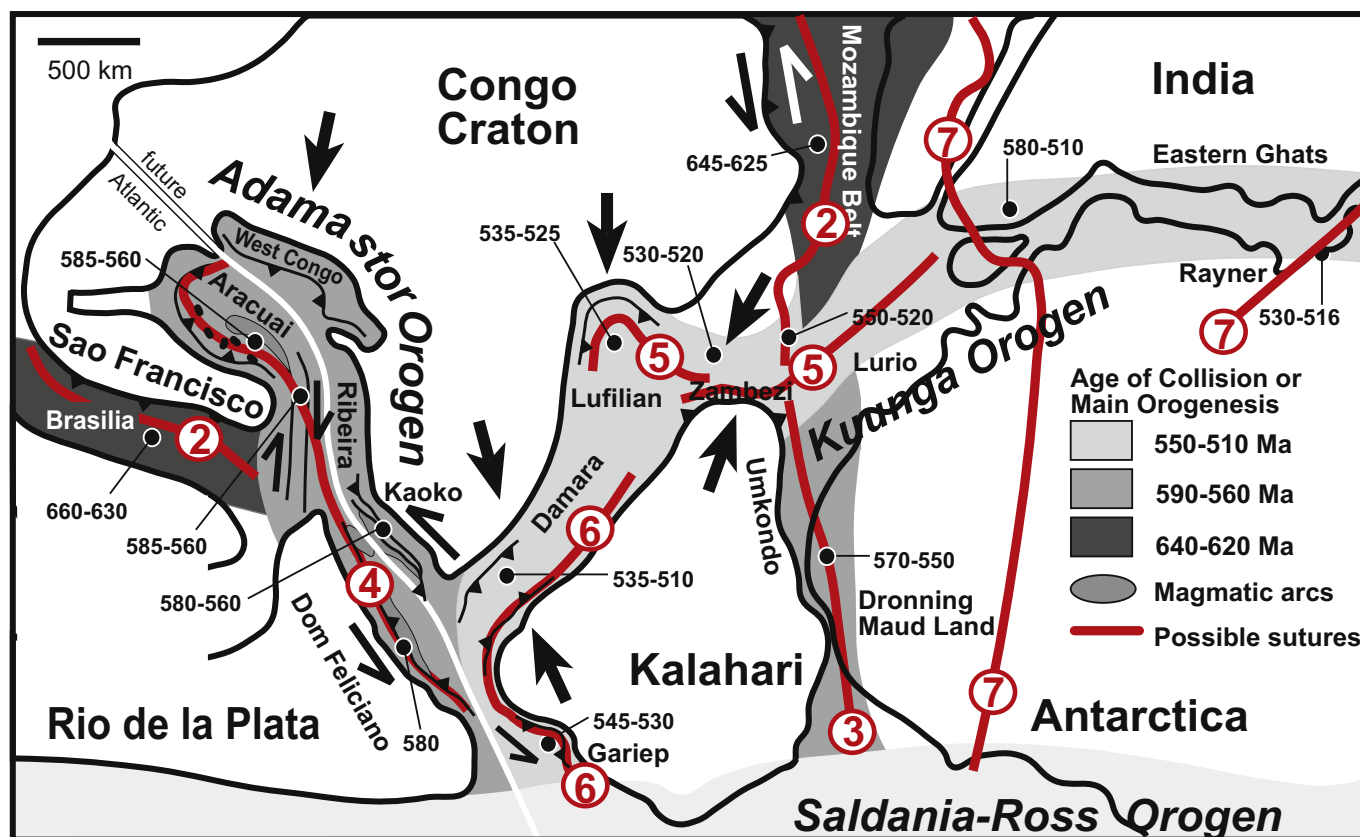 500 km
Congo
Craton
India
Mozambique Belt
645-625
7
580-510
Eastern Ghats
future
Atlantic
Adama stor Orogen
West Congo
585-560
Aracuai
535-525
530-520
2
Rayner
530-516
7
Sao Francisco
550-520
5
5
Lurio
Lufilian
Zambezi
Kuunga Orogen
Brasilia
2
Ribeira
Kaoko
660-630
585-560
Damara
6
Umkondo
Age of Collision or
Main Orogenesis
550-510 Ma
590-560 Ma
640-620 Ma
Magmatic arcs
Possible sutures
580-560
4
535-510
570-550
Dronning
Maud Land
Dom Feliciano
Kalahari
7
Rio de la Plata
580
545-530
Gariep
6
3
Antarctica
Saldania-Ross Qrogen